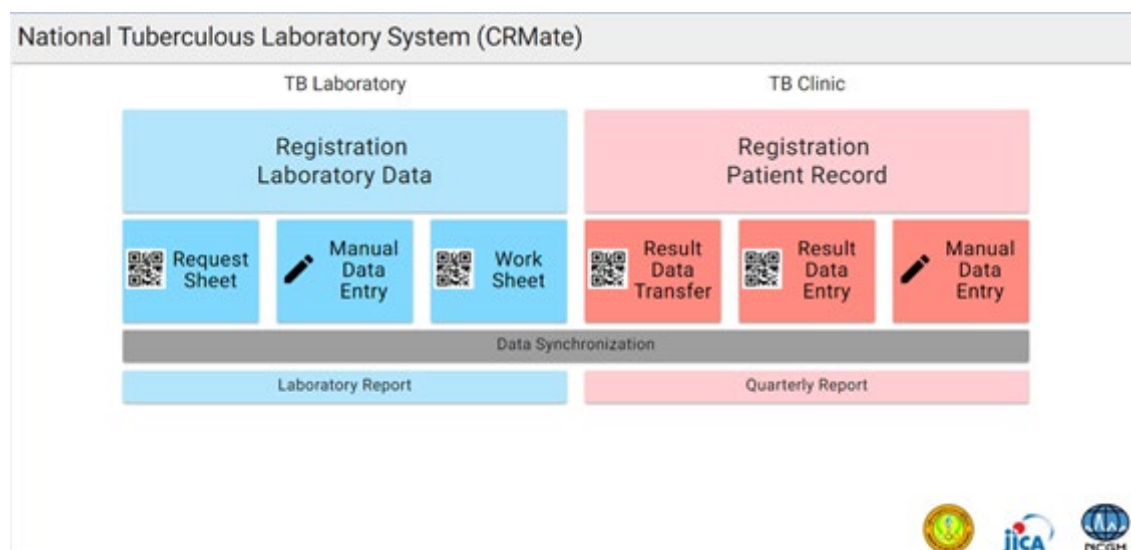 National Tuberculous Laboratory System (CRMate)
TB Laboratory
TB Clinic
Registration
Laboratory Data
Registration
Patient Record
Request
Sheet
Manual
Data
Entry
Work
Sheet
Result
Data
Transfer
Result
Data
Entry
Manual
Data
Entry
Data Synchronization
Laboratory Report
Quarterly Report
jICA
NCGM